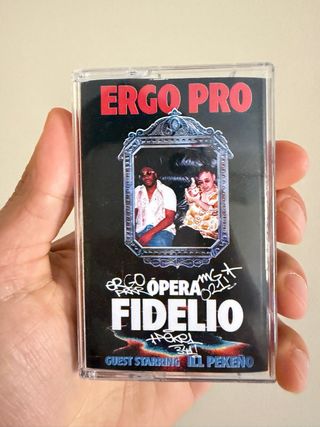 ERGO PRO
ÓPERA
FIDELIO
GUEST STARRING ILL PEKEÑO